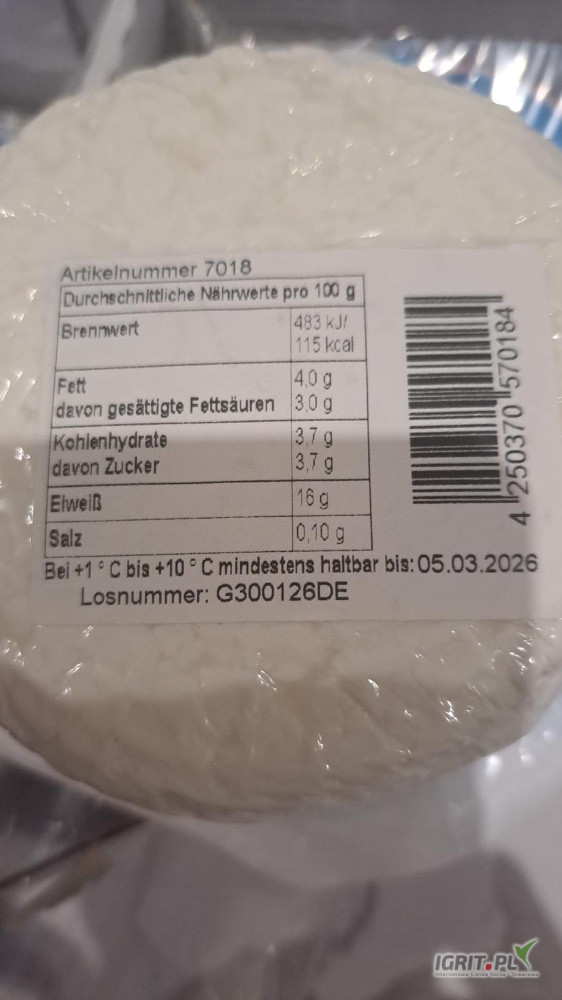 Artikelnummer 7018
Durchschnittliche Nährwerte pro 100 g
Brennwert 483 kJ/
115 kcal
Fett 4,0 g
davon gesättigte Fettsäuren 3,0 g
Kohlenhydrate 3,7 g
davon Zucker 3,7 g
Eiweiß 16 g
Salz 0,10 g
Bei +1 °C bis +10 °C mindestens haltbar bis: 05.03.2026
Losnummer: G300126DE
4 250370 570184
IGRIT.PL